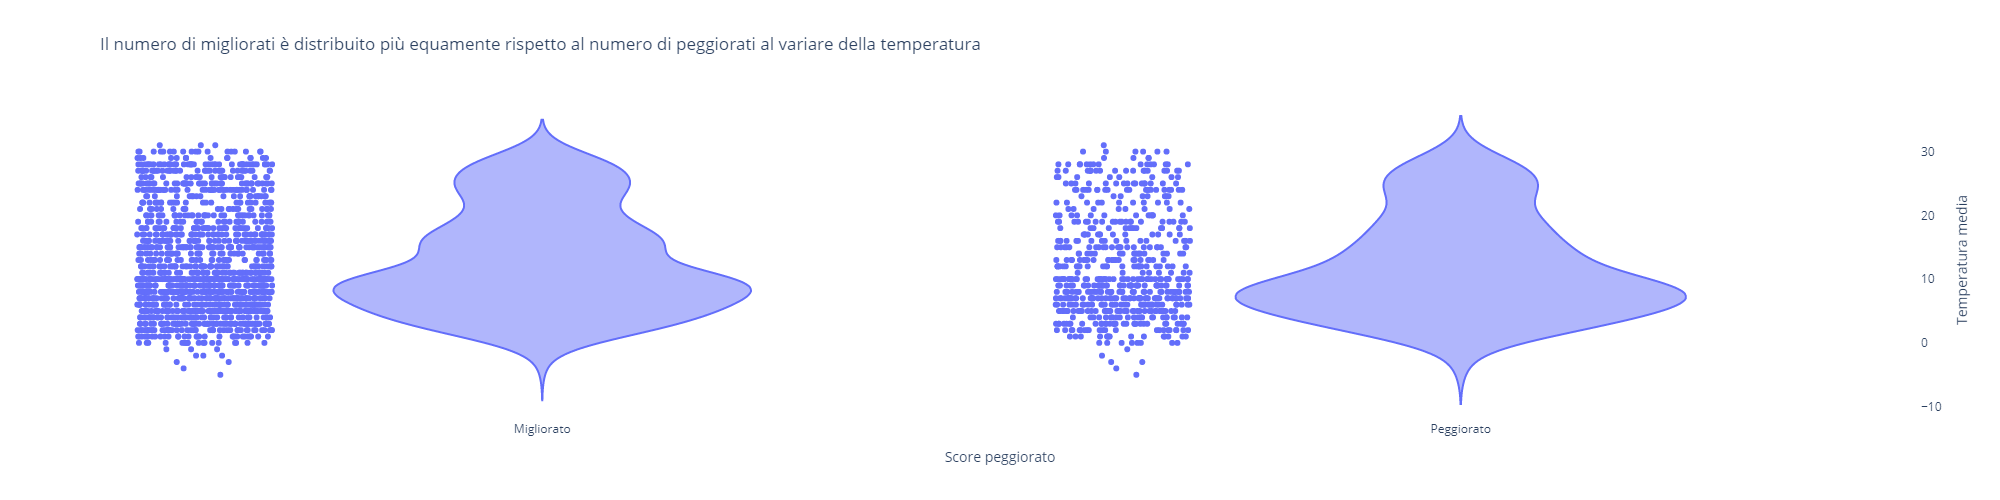 Il numero di migliorati è distribuito più equamente rispetto al numero di peggiorati al variare della temperatura
30
20
10
0
−10
Temperatura media
Migliorato
Peggiorato
Score peggiorato